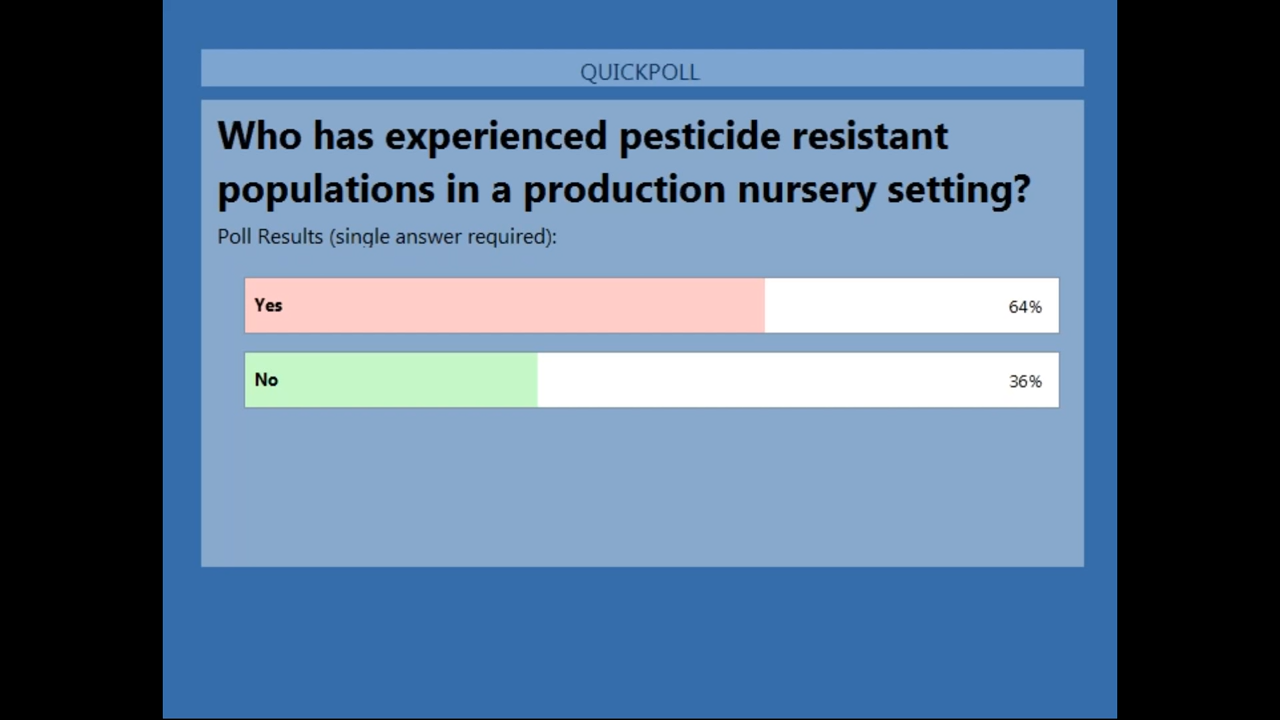 QUICKPOLL
Who has experienced pesticide resistant
populations in a production nursery setting?
Poll Results (single answer required):
Yes 64%
No 36%